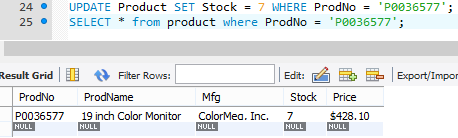 24 UPDATE Product SET Stock = 7 WHERE ProdNo = 'P0036577';
25 SELECT * from product where ProdNo = 'P0036577';
Result Grid Filter Rows: Edit: Export/Impor
ProdNo ProdName Mfg Stock Price
P0036577 19 inch Color Monitor ColorMeg, Inc. 7 $428.10
NULL NULL NULL NULL NULL